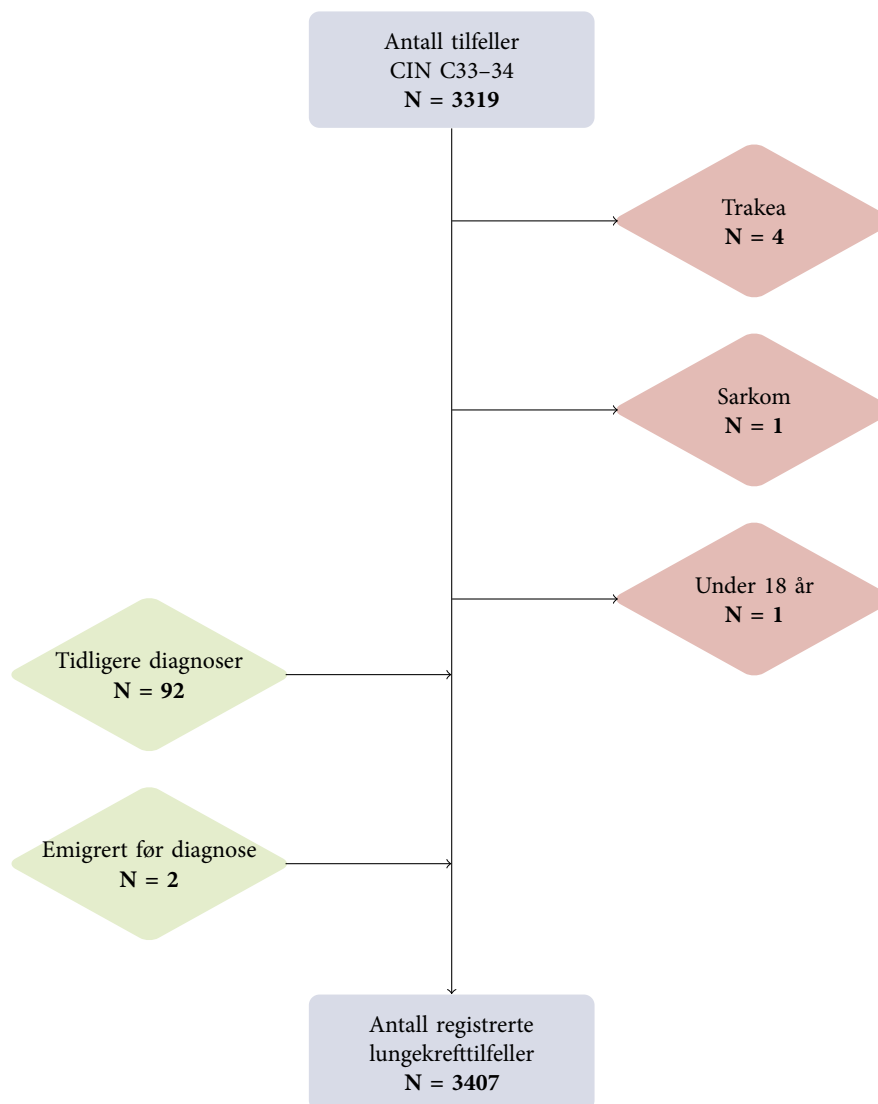 Antall tilfeller
CIN C33–34
N = 3319
Trakea
N = 4
Sarkom
N = 1
Under 18 år
N = 1
Tidligere diagnoser
N = 92
Emigrert før diagnose
N = 2
Antall registrerte
lungekrefttilfeller
N = 3407